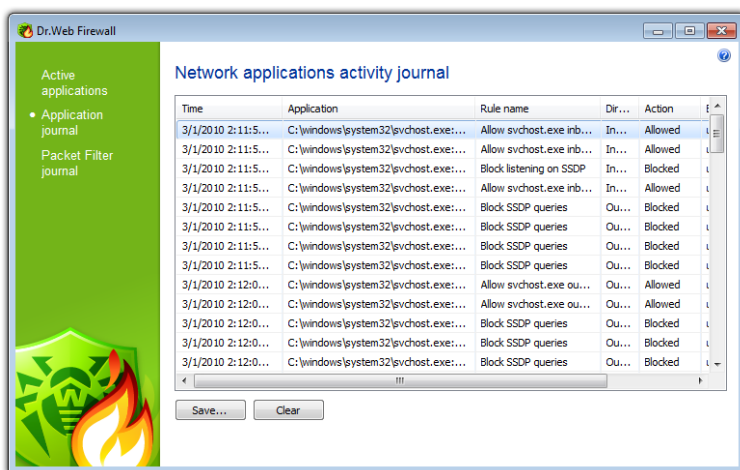 Dr.Web Firewall
Active
applications
Application
journal
Packet Filter
journal
Network applications activity journal
Time Application Rule name Dir... Action
3/1/2010 2:11:5... C:\windows\system32\svchost.exe:... Allow svchost.exe inb... In... Allowed
3/1/2010 2:11:5... C:\windows\system32\svchost.exe:... Allow svchost.exe inb... In... Allowed
3/1/2010 2:11:5... C:\windows\system32\svchost.exe:... Block listening on SSDP In... Blocked
3/1/2010 2:11:5... C:\windows\system32\svchost.exe:... Allow svchost.exe inb... In... Allowed
3/1/2010 2:11:5... C:\windows\system32\svchost.exe:... Block SSDP queries Ou... Blocked
3/1/2010 2:11:5... C:\windows\system32\svchost.exe:... Block SSDP queries Ou... Blocked
3/1/2010 2:11:5... C:\windows\system32\svchost.exe:... Block SSDP queries Ou... Blocked
3/1/2010 2:11:5... C:\windows\system32\svchost.exe:... Block SSDP queries Ou... Blocked
3/1/2010 2:12:0... C:\windows\system32\svchost.exe:... Allow svchost.exe ou... Ou... Allowed
3/1/2010 2:12:0... C:\windows\system32\svchost.exe:... Allow svchost.exe ou... Ou... Allowed
3/1/2010 2:12:0... C:\windows\system32\svchost.exe:... Block SSDP queries Ou... Blocked
3/1/2010 2:12:0... C:\windows\system32\svchost.exe:... Block SSDP queries Ou... Blocked
3/1/2010 2:12:0... C:\windows\system32\svchost.exe:... Block SSDP queries Ou... Blocked
Save... Clear